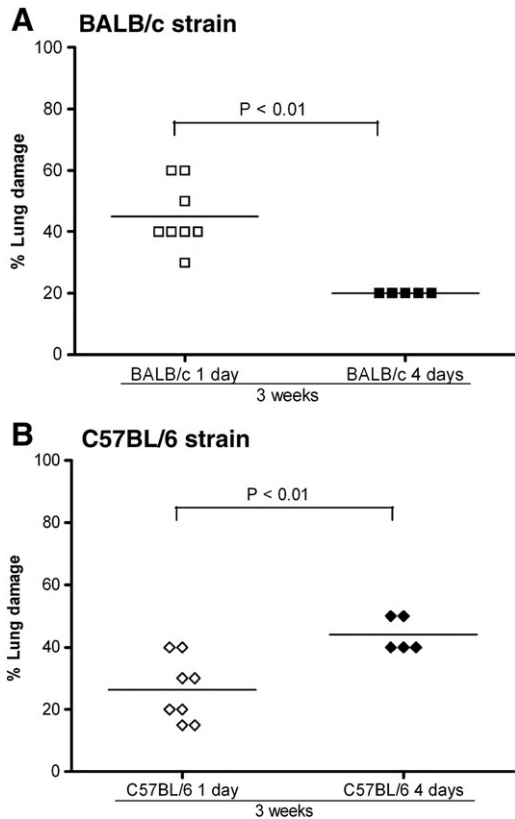 A BALB/c strain
100
80
60
40
20
0
% Lung damage
P < 0.01
BALB/c 1 day BALB/c 4 days
3 weeks
B C57BL/6 strain
100
80
60
40
20
0
% Lung damage
P < 0.01
C57BL/6 1 day C57BL/6 4 days
3 weeks